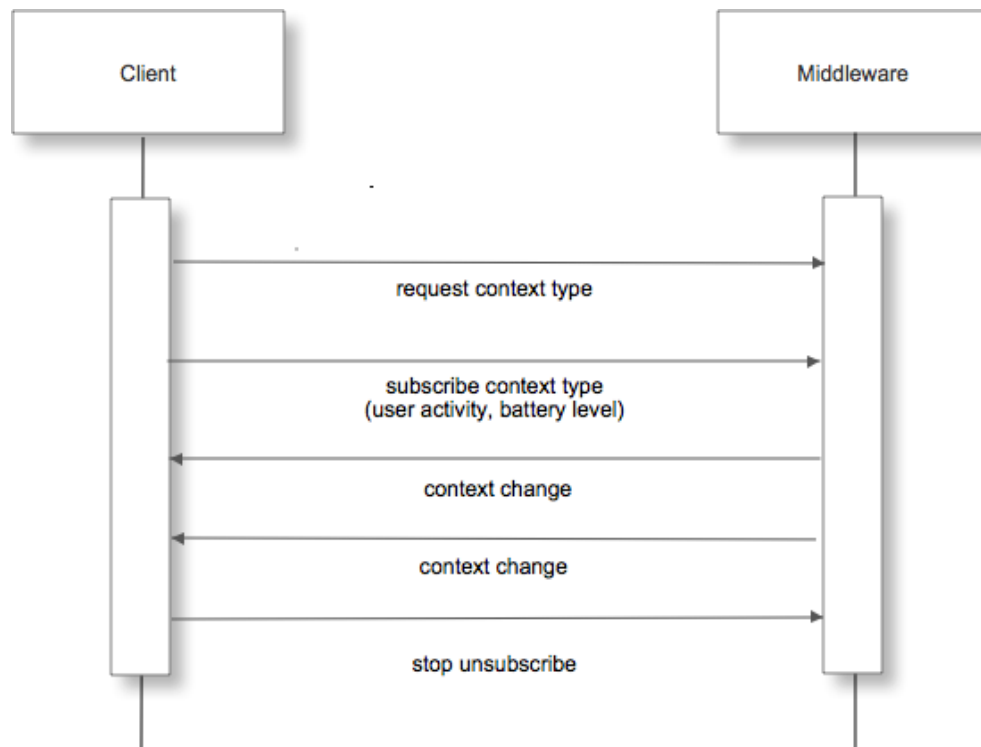 Client
Middleware
request context type
subscribe context type
(user activity, battery level)
context change
context change
stop unsubscribe